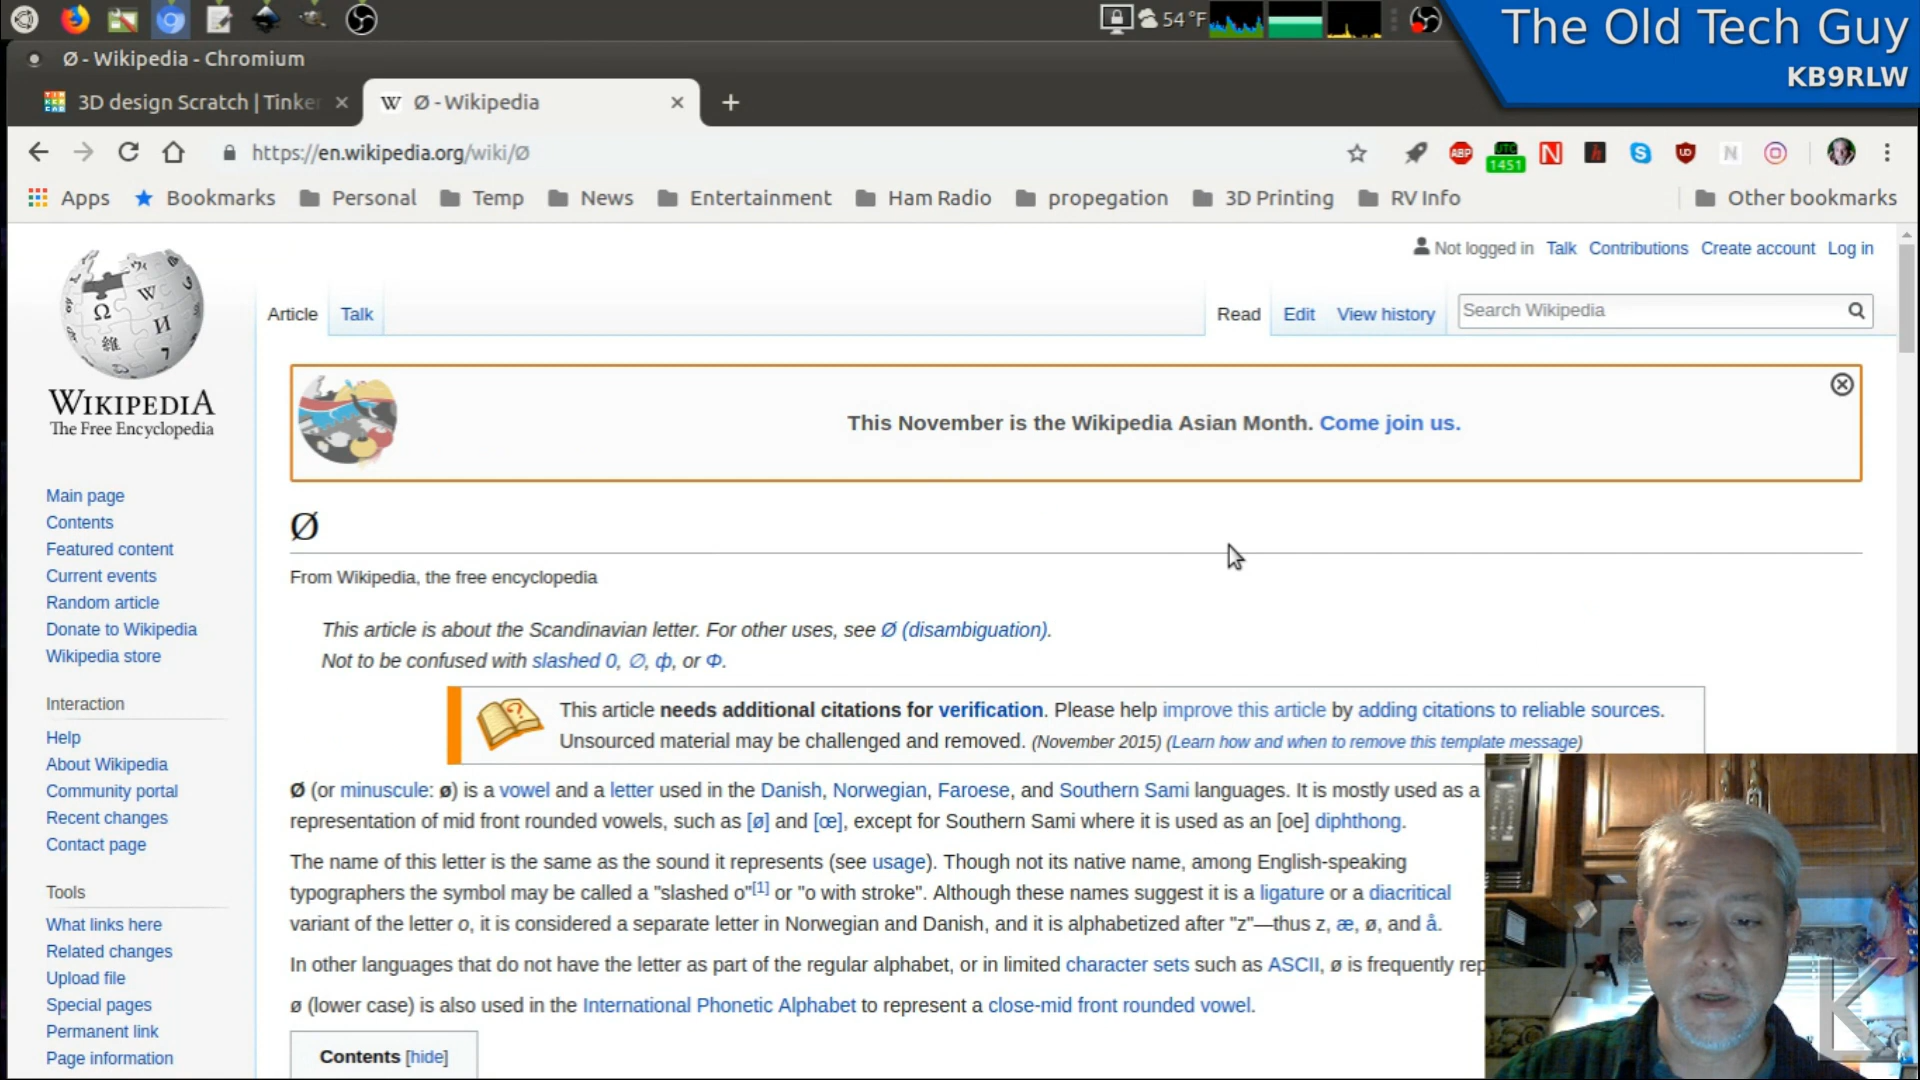 54 °F
The Old Tech Guy
KB9RLW
Ø - Wikipedia - Chromium
3D design Scratch | Tinker
W Ø - Wikipedia
https://en.wikipedia.org/wiki/Ø
ABP UTC 1451 N h S UD N
Apps Bookmarks Personal Temp News Entertainment Ham Radio propegation 3D Printing RV Info Other bookmarks
Not logged in Talk Contributions Create account Log in
Article Talk Read Edit View history Search Wikipedia
WIKIPEDIA
The Free Encyclopedia
This November is the Wikipedia Asian Month. Come join us.
Main page
Contents
Featured content
Current events
Random article
Donate to Wikipedia
Wikipedia store
Interaction
Help
About Wikipedia
Community portal
Recent changes
Contact page
Tools
What links here
Related changes
Upload file
Special pages
Permanent link
Page information
Ø
From Wikipedia, the free encyclopedia
This article is about the Scandinavian letter. For other uses, see Ø (disambiguation).
Not to be confused with slashed 0, ∅, ф, or Φ.
This article needs additional citations for verification. Please help improve this article by adding citations to reliable sources.
Unsourced material may be challenged and removed. (November 2015) (Learn how and when to remove this template message)
Ø (or minuscule: ø) is a vowel and a letter used in the Danish, Norwegian, Faroese, and Southern Sami languages. It is mostly used as a
representation of mid front rounded vowels, such as [ø] and [œ], except for Southern Sami where it is used as an [oe] diphthong.
The name of this letter is the same as the sound it represents (see usage). Though not its native name, among English-speaking
typographers the symbol may be called a "slashed o"[1] or "o with stroke". Although these names suggest it is a ligature or a diacritical
variant of the letter o, it is considered a separate letter in Norwegian and Danish, and it is alphabetized after "z"—thus z, æ, ø, and å.
In other languages that do not have the letter as part of the regular alphabet, or in limited character sets such as ASCII, ø is frequently rep
ø (lower case) is also used in the International Phonetic Alphabet to represent a close-mid front rounded vowel.
Contents [hide]
K